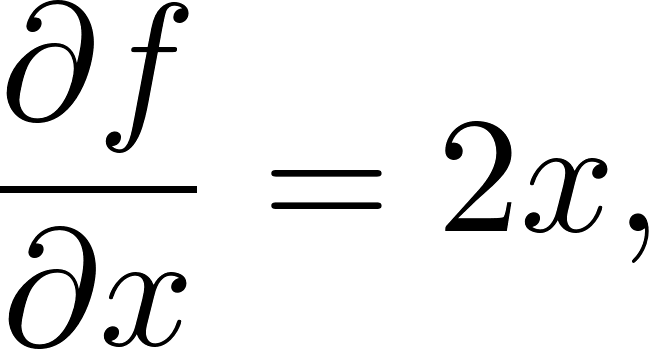 ∂f/∂x = 2x,